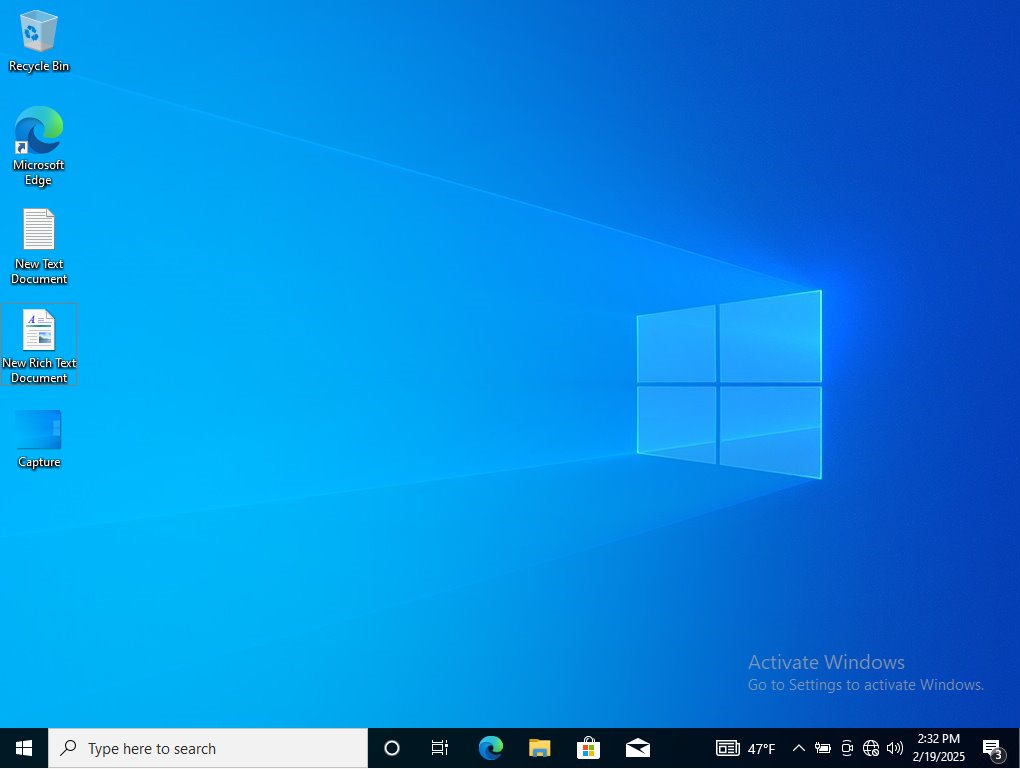 Recycle Bin
Microsoft
Edge
New Text
Document
New Rich Text
Document
Capture
Activate Windows
Go to Settings to activate Windows.
Type here to search
47°F
2:32 PM
2/19/2025
3